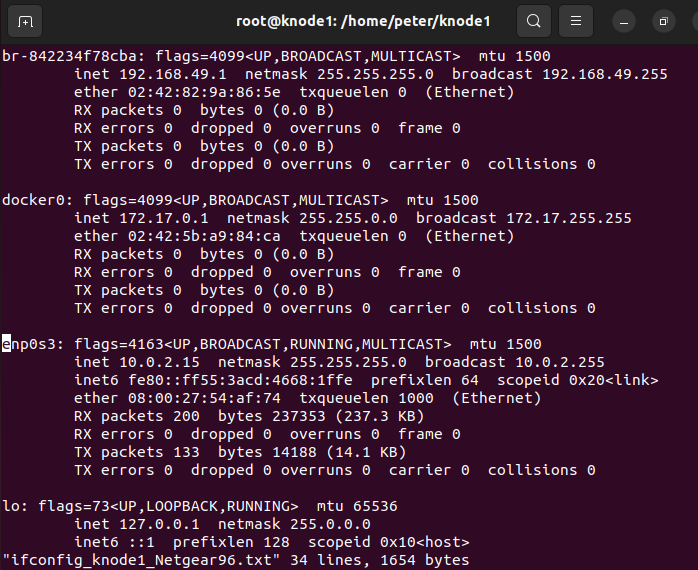 root@knode1: /home/peter/knode1
br-842234f78cba: flags=4099<UP,BROADCAST,MULTICAST>  mtu 1500
        inet 192.168.49.1  netmask 255.255.255.0  broadcast 192.168.49.255
        ether 02:42:82:9a:86:5e  txqueuelen 0  (Ethernet)
        RX packets 0  bytes 0 (0.0 B)
        RX errors 0  dropped 0  overruns 0  frame 0
        TX packets 0  bytes 0 (0.0 B)
        TX errors 0  dropped 0 overruns 0  carrier 0  collisions 0

docker0: flags=4099<UP,BROADCAST,MULTICAST>  mtu 1500
        inet 172.17.0.1  netmask 255.255.0.0  broadcast 172.17.255.255
        ether 02:42:5b:a9:84:ca  txqueuelen 0  (Ethernet)
        RX packets 0  bytes 0 (0.0 B)
        RX errors 0  dropped 0  overruns 0  frame 0
        TX packets 0  bytes 0 (0.0 B)
        TX errors 0  dropped 0 overruns 0  carrier 0  collisions 0

enp0s3: flags=4163<UP,BROADCAST,RUNNING,MULTICAST>  mtu 1500
        inet 10.0.2.15  netmask 255.255.255.0  broadcast 10.0.2.255
        inet6 fe80::ff55:3acd:4668:1ffe  prefixlen 64  scopeid 0x20<link>
        ether 08:00:27:54:af:74  txqueuelen 1000  (Ethernet)
        RX packets 200  bytes 237353 (237.3 KB)
        RX errors 0  dropped 0  overruns 0  frame 0
        TX packets 133  bytes 14188 (14.1 KB)
        TX errors 0  dropped 0 overruns 0  carrier 0  collisions 0

lo: flags=73<UP,LOOPBACK,RUNNING>  mtu 65536
        inet 127.0.0.1  netmask 255.0.0.0
        inet6 ::1  prefixlen 128  scopeid 0x10<host>
"ifconfig_knode1_Netgear96.txt" 34 lines, 1654 bytes